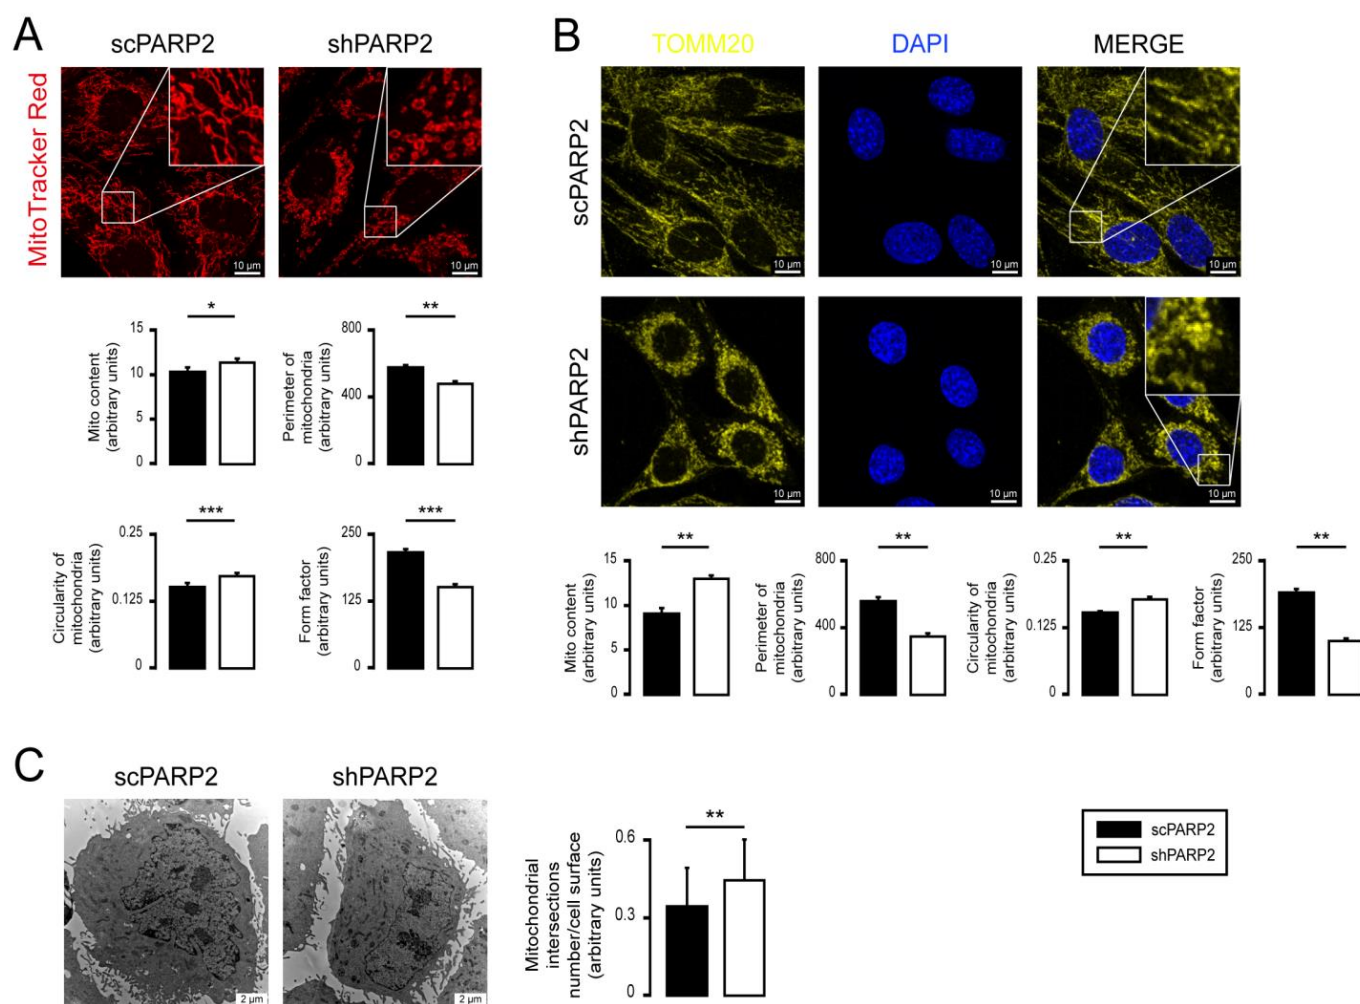 A
scPARP2
shPARP2
MitoTracker Red
10 µm
10 µm
*
15
10
5
0
Mito content
(arbitrary units)
**
800
400
0
Perimeter of
mitochondria
(arbitrary units)
***
0.25
0.125
0
Circularity of
mitochondria
(arbitrary units)
***
250
125
0
Form factor
(arbitrary units)
B
TOMM20
DAPI
MERGE
scPARP2
10 µm
10 µm
10 µm
shPARP2
10 µm
10 µm
10 µm
**
15
10
5
0
Mito content
(arbitrary units)
**
800
400
0
Perimeter of
mitochondria
(arbitrary units)
**
0.25
0.125
0
Circularity of
mitochondria
(arbitrary units)
**
250
125
0
Form factor
(arbitrary units)
C
scPARP2
shPARP2
2 µm
2 µm
**
0.6
0.3
0
Mitochondrial
intersections
number/cell surface
(arbitrary units)
scPARP2
shPARP2